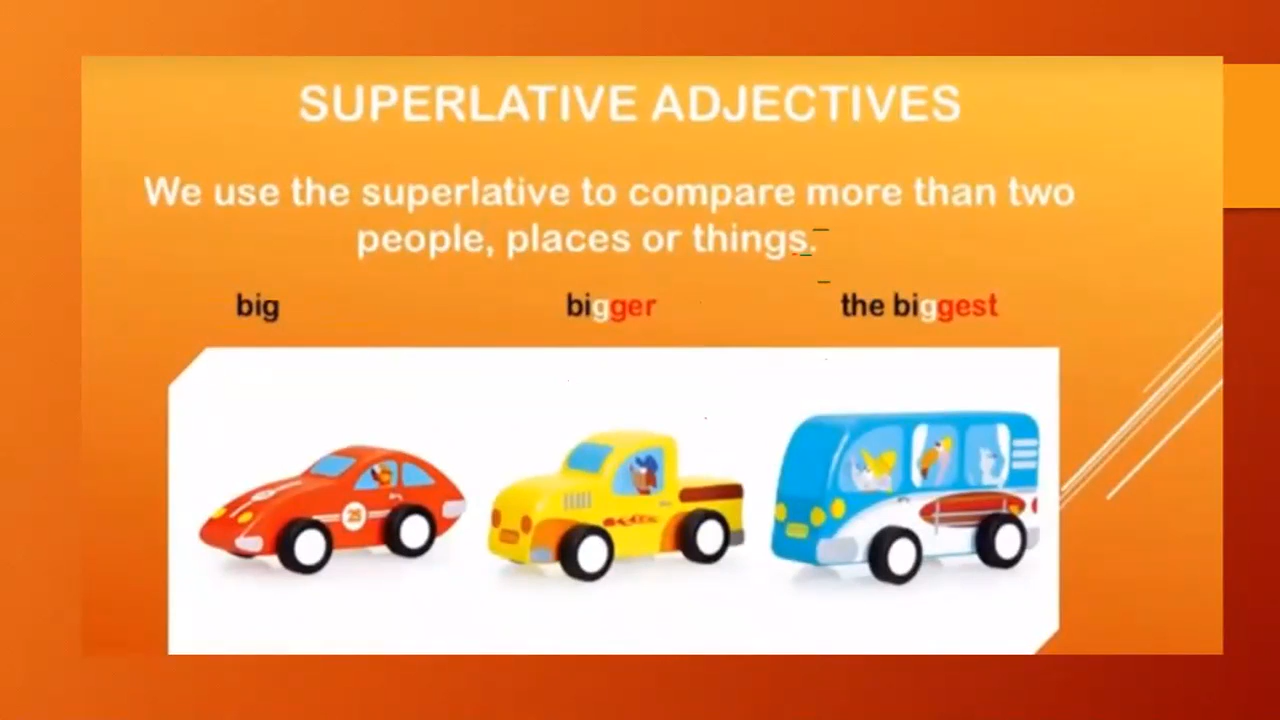 SUPERLATIVE ADJECTIVES
We use the superlative to compare more than two
people, places or things.
big bigger the biggest
25